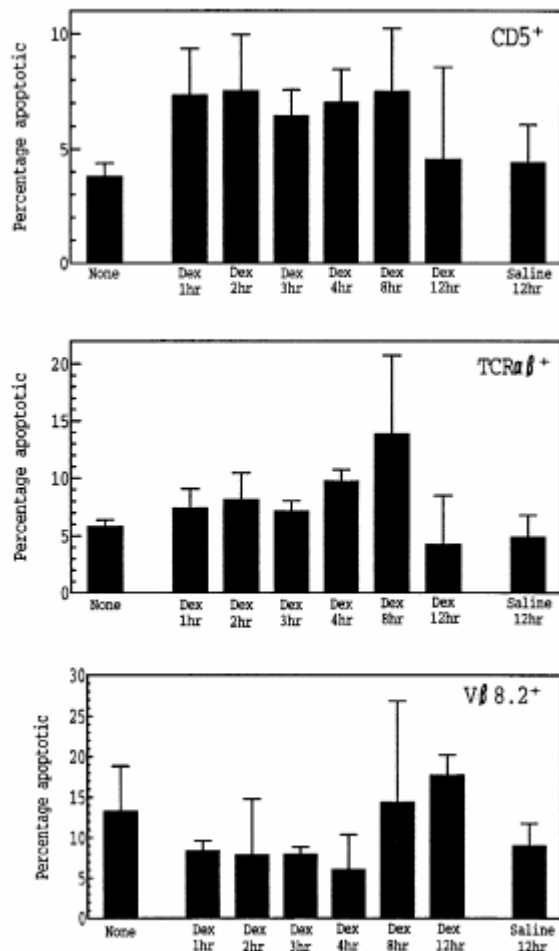 CD5+
Percentage apoptotic
10
5
0
None Dex Dex Dex Dex Dex Dex Saline
1hr 2hr 3hr 4hr 8hr 12hr 12hr
TCRαβ+
Percentage apoptotic
20
15
10
5
0
None Dex Dex Dex Dex Dex Dex Saline
1hr 2hr 3hr 4hr 8hr 12hr 12hr
Vβ8.2+
Percentage apoptotic
30
25
20
15
10
5
0
None Dex Dex Dex Dex Dex Dex Saline
1hr 2hr 3hr 4hr 8hr 12hr 12hr